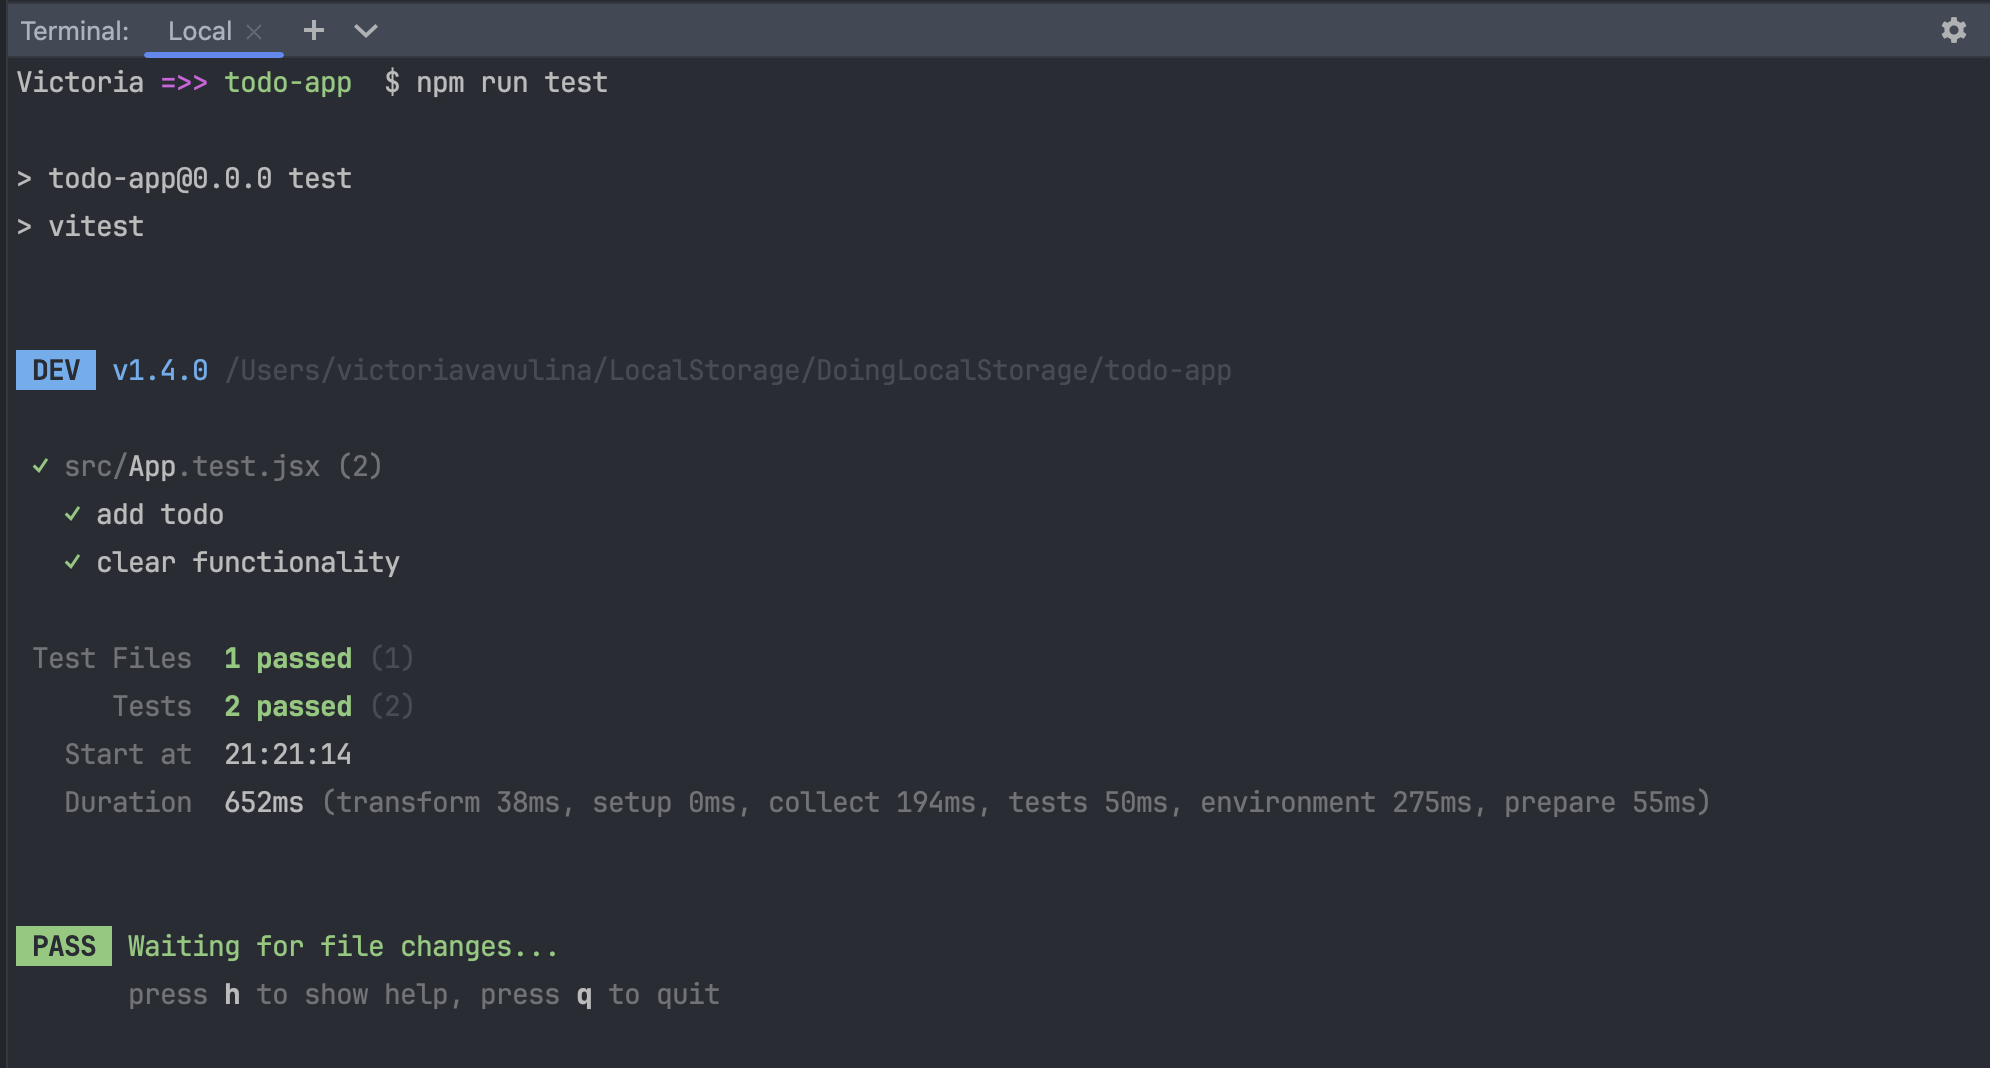 Terminal: Local
Victoria =>> todo-app $ npm run test
> todo-app@0.0.0 test
> vitest
DEV v1.4.0 /Users/victoriavavulina/LocalStorage/DoingLocalStorage/todo-app
✓ src/App.test.jsx (2)
✓ add todo
✓ clear functionality
Test Files 1 passed (1)
Tests 2 passed (2)
Start at 21:21:14
Duration 652ms (transform 38ms, setup 0ms, collect 194ms, tests 50ms, environment 275ms, prepare 55ms)
PASS Waiting for file changes...
press h to show help, press q to quit